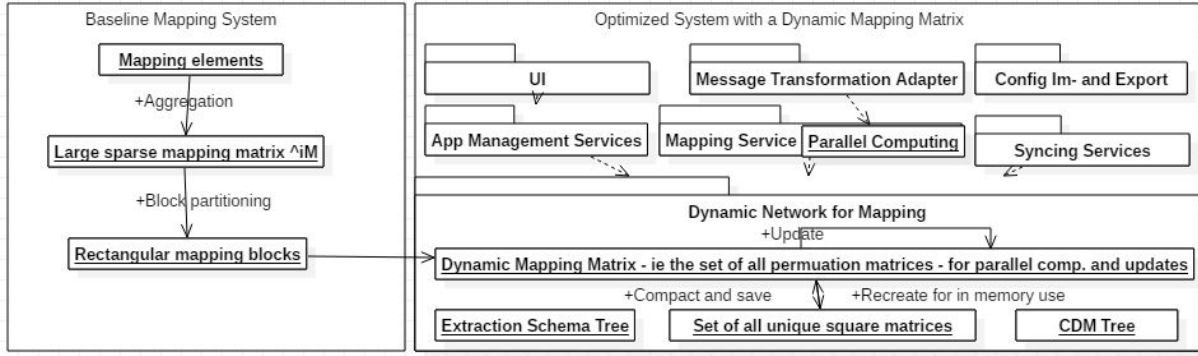 Baseline Mapping System
Mapping elements
+Aggregation
Large sparse mapping matrix ^iM
+Block partitioning
Rectangular mapping blocks
Optimized System with a Dynamic Mapping Matrix
UI
Message Transformation Adapter
Config Im- and Export
App Management Services
Mapping Service
Parallel Computing
Syncing Services
Dynamic Network for Mapping
+Update
Dynamic Mapping Matrix - ie the set of all permuation matrices - for parallel comp. and updates
+Compact and save
+Recreate for in memory use
Extraction Schema Tree
Set of all unique square matrices
CDM Tree